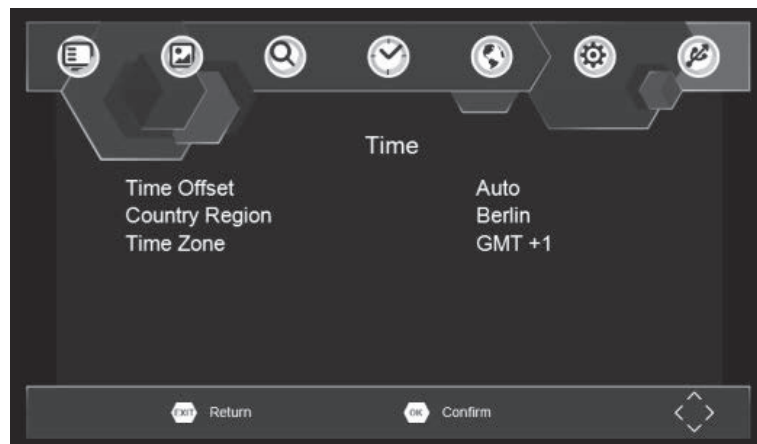 Time
Time Offset Auto
Country Region Berlin
Time Zone GMT +1
EXIT Return OK Confirm